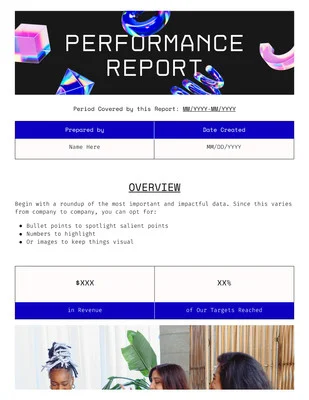 PERFORMANCE
REPORT
Period Covered by this Report: MM/YYYY-MM/YYYY
Prepared by
Date Created
Name Here
MM/DD/YYYY
OVERVIEW
Begin with a roundup of the most important and impactful data. Since this varies
from company to company, you can opt for:
● Bullet points to spotlight salient points
● Numbers to highlight
● Or images to keep things visual
$XXX
XX%
in Revenue
of Our Targets Reached